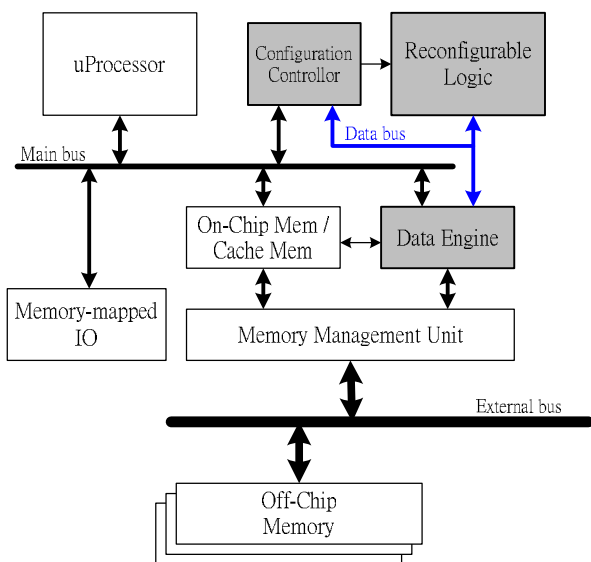 uProcessor
Configuration
Controllor
Reconfigurable
Logic
Data bus
Main bus
On-Chip Mem /
Cache Mem
Data Engine
Memory-mapped
IO
Memory Management Unit
External bus
Off-Chip
Memory